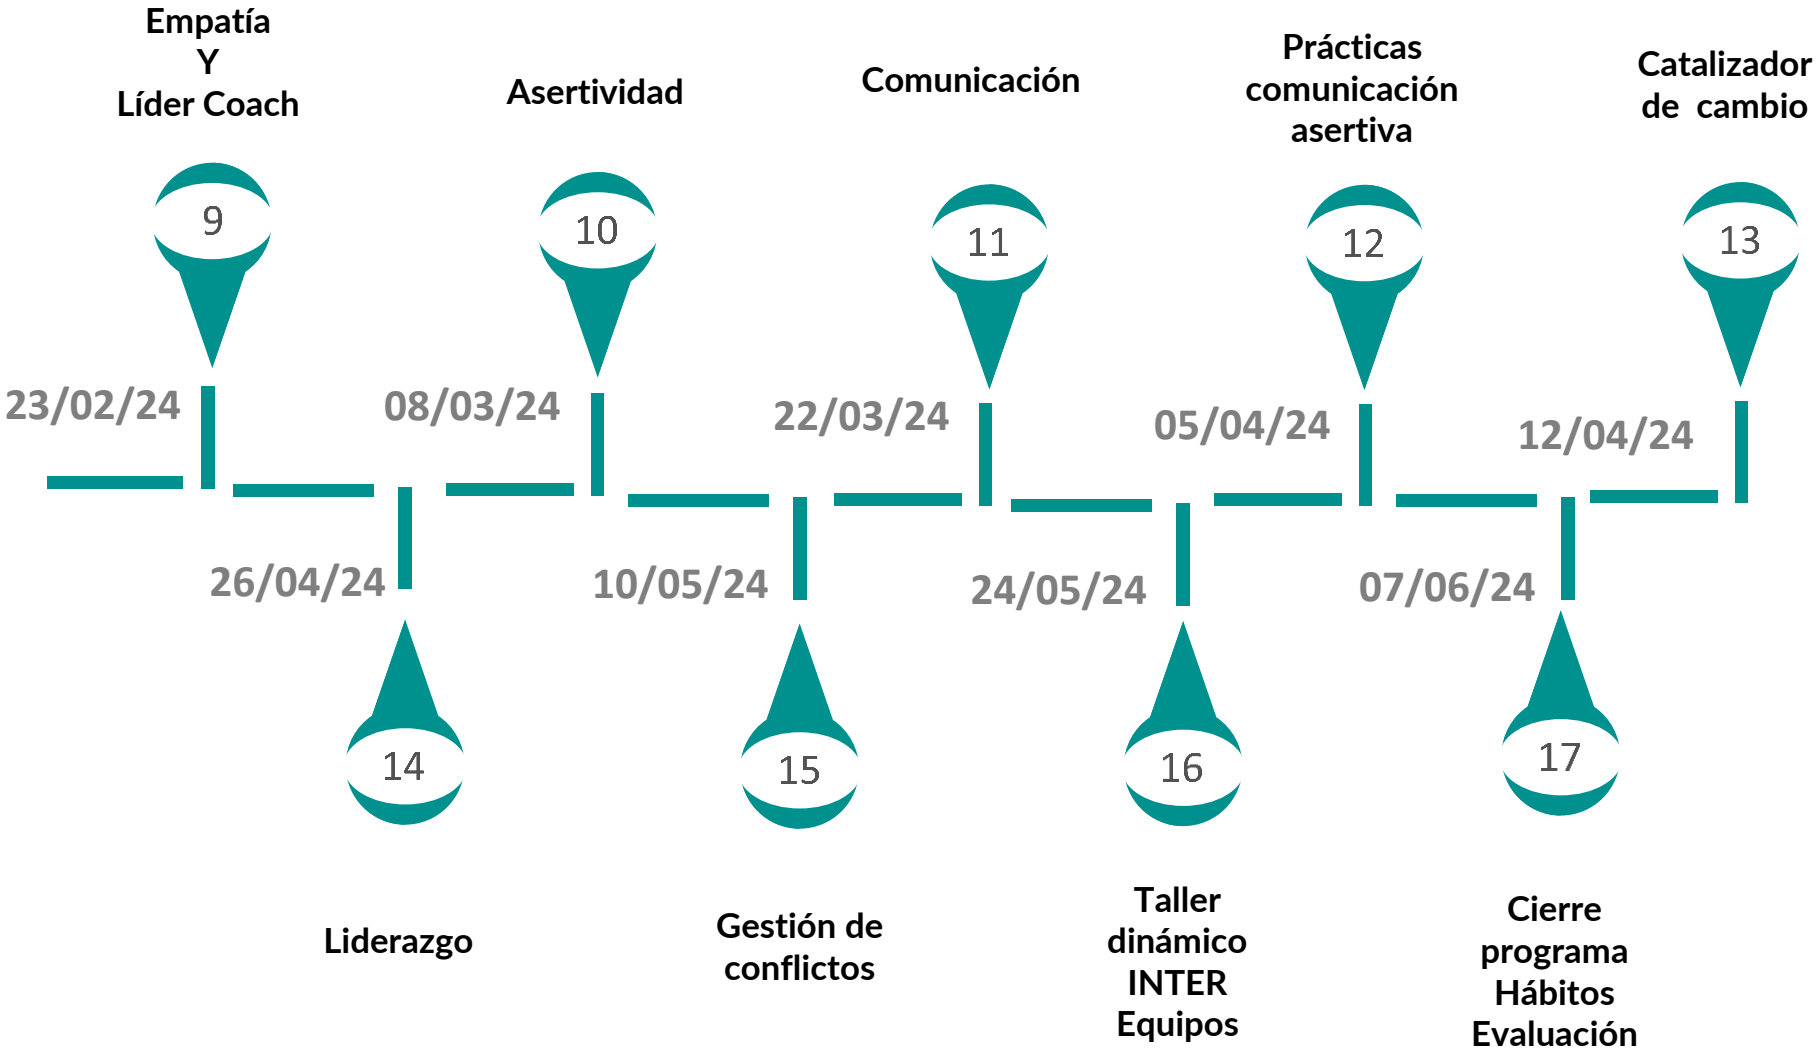 Empatía
Y
Líder Coach
Asertividad
Comunicación
Prácticas
comunicación
asertiva
Catalizador
de cambio
9
10
11
12
13
23/02/24
08/03/24
22/03/24
05/04/24
12/04/24
26/04/24
10/05/24
24/05/24
07/06/24
14
15
16
17
Liderazgo
Gestión de
conflictos
Taller
dinámico
INTER
Equipos
Cierre
programa
Hábitos
Evaluación